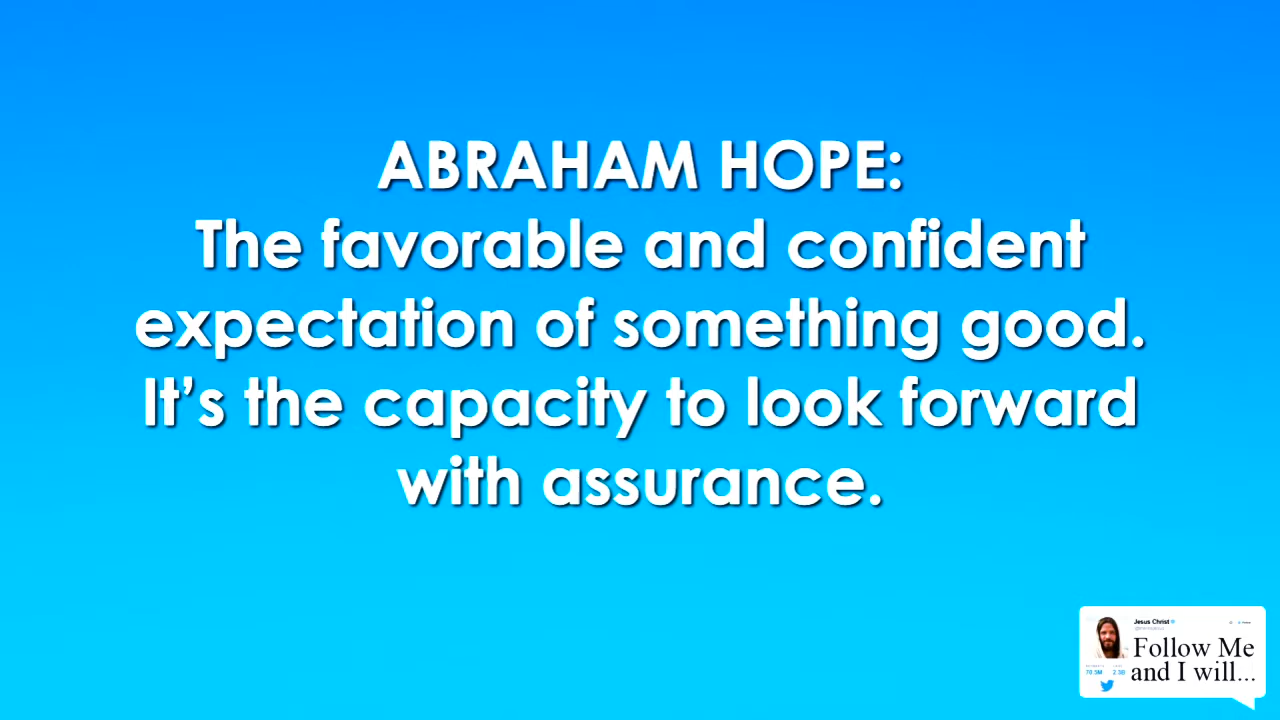 ABRAHAM HOPE:
The favorable and confident
expectation of something good.
It's the capacity to look forward
with assurance.
Jesus Christ
Follow Me
and I will...